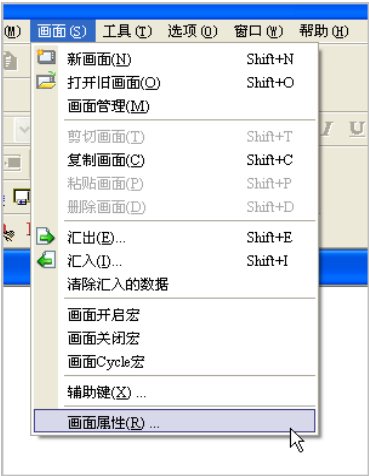 (M) 画面(S) 工具(T) 选项(O) 窗口(W) 帮助(H)
新画面(N) Shift+N
打开旧画面(O) Shift+O
画面管理(M)
剪切画面(T) Shift+T
I U
复制画面(C) Shift+C
粘贴画面(P) Shift+P
删除画面(D) Shift+D
汇出(E)... Shift+E
汇入(I)... Shift+I
清除汇入的数据
画面开启宏
画面关闭宏
画面Cycle宏
辅助键(X) ...
画面属性(R) ...